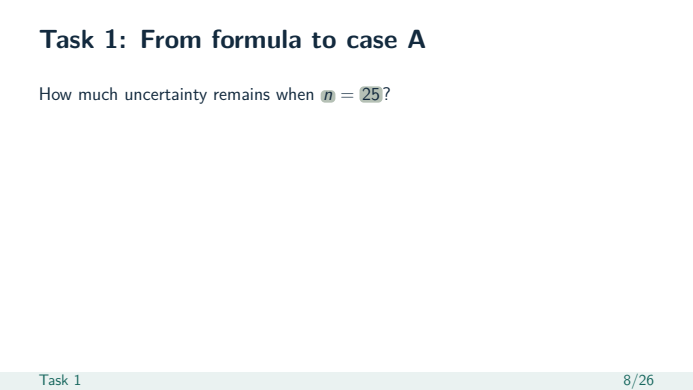 Task 1: From formula to case A
How much uncertainty remains when n = 25?
Task 1
8/26